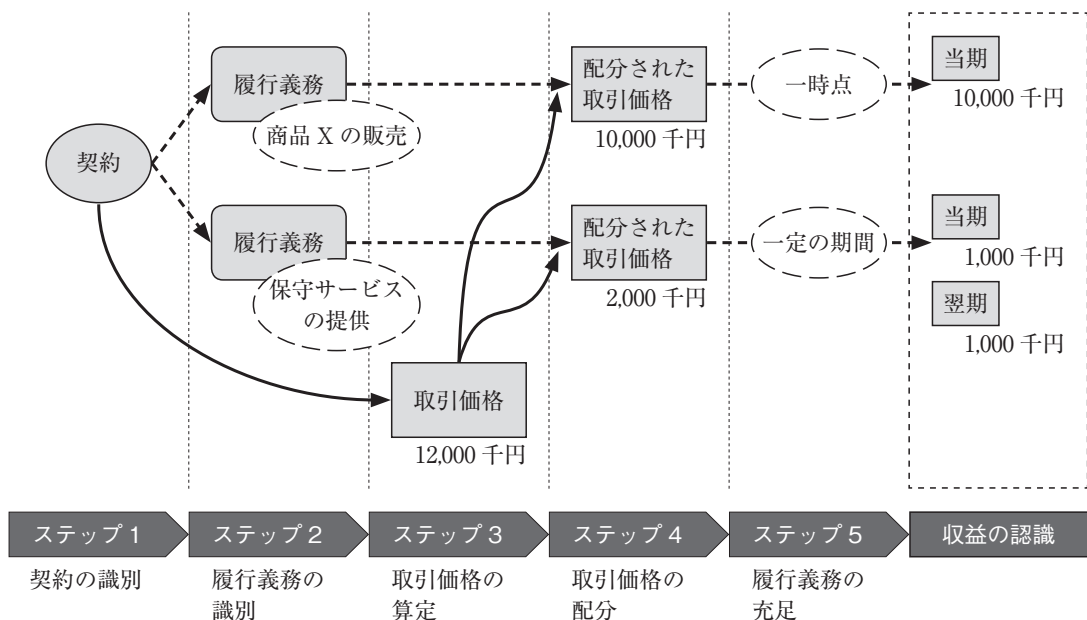 契約
履行義務
商品 X の販売
履行義務
保守サービス
の提供
取引価格
12,000 千円
配分された
取引価格
10,000 千円
配分された
取引価格
2,000 千円
一時点
一定の期間
当期
10,000 千円
当期
1,000 千円
翌期
1,000 千円
ステップ 1
ステップ 2
ステップ 3
ステップ 4
ステップ 5
収益の認識
契約の識別
履行義務の
識別
取引価格の
算定
取引価格の
配分
履行義務の
充足